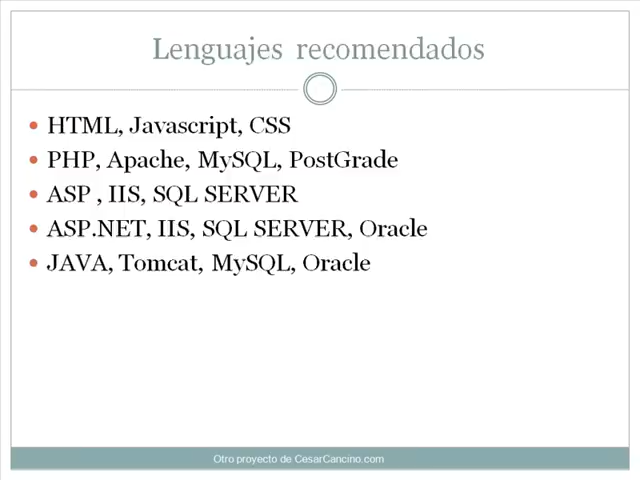 Lenguajes recomendados
HTML, Javascript, CSS
PHP, Apache, MySQL, PostGrade
ASP , IIS, SQL SERVER
ASP.NET, IIS, SQL SERVER, Oracle
JAVA, Tomcat, MySQL, Oracle
Otro proyecto de CesarCancino.com